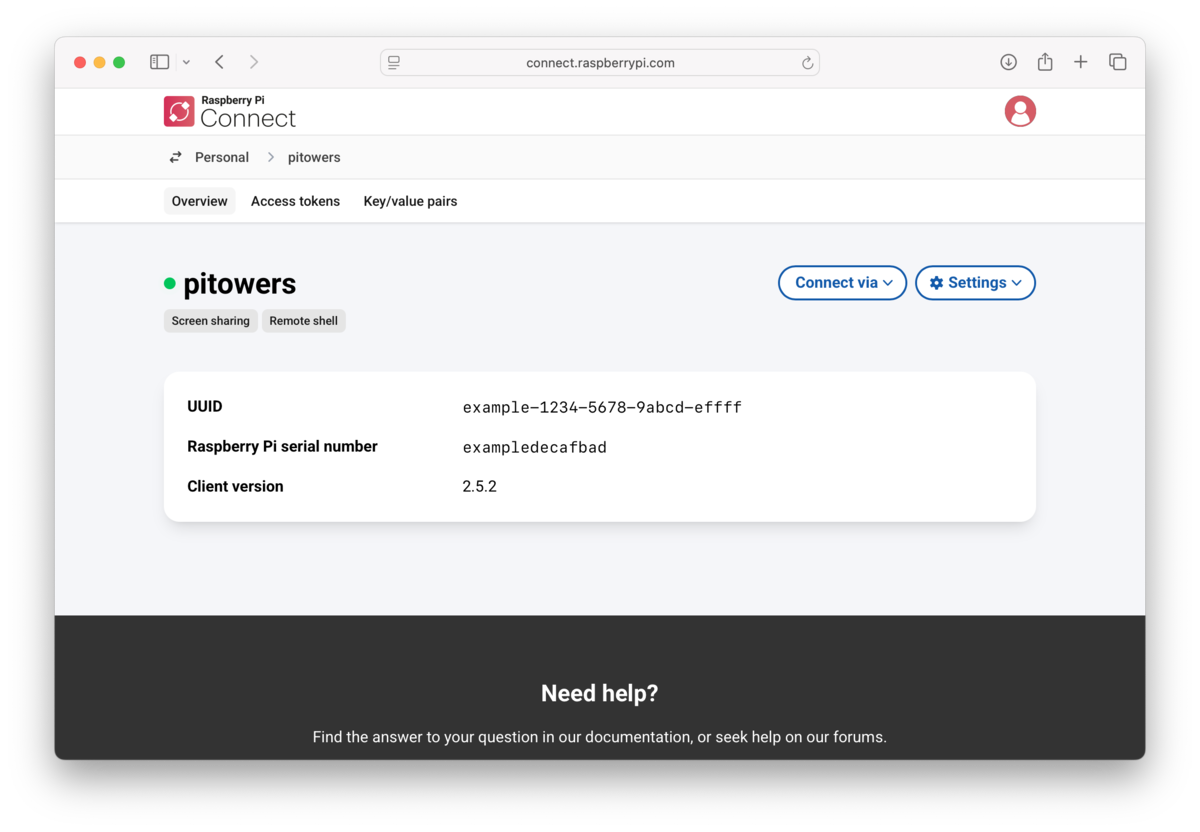 connect.raspberrypi.com
Raspberry Pi
Connect
Personal pitowers
Overview Access tokens Key/value pairs
pitowers
Connect via Settings
Screen sharing Remote shell
UUID example-1234-5678-9abcd-effff
Raspberry Pi serial number exampledecafbad
Client version 2.5.2
Need help?
Find the answer to your question in our documentation, or seek help on our forums.